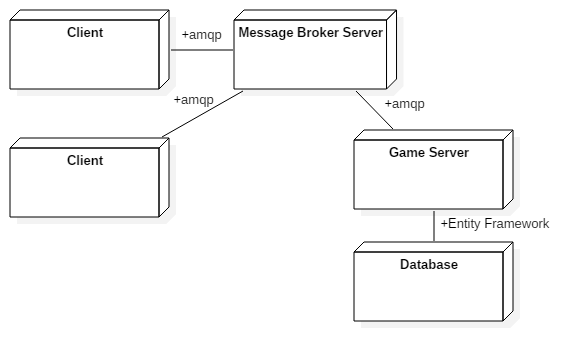 Client
+amqp
Message Broker Server
+amqp
+amqp
Client
Game Server
+Entity Framework
Database